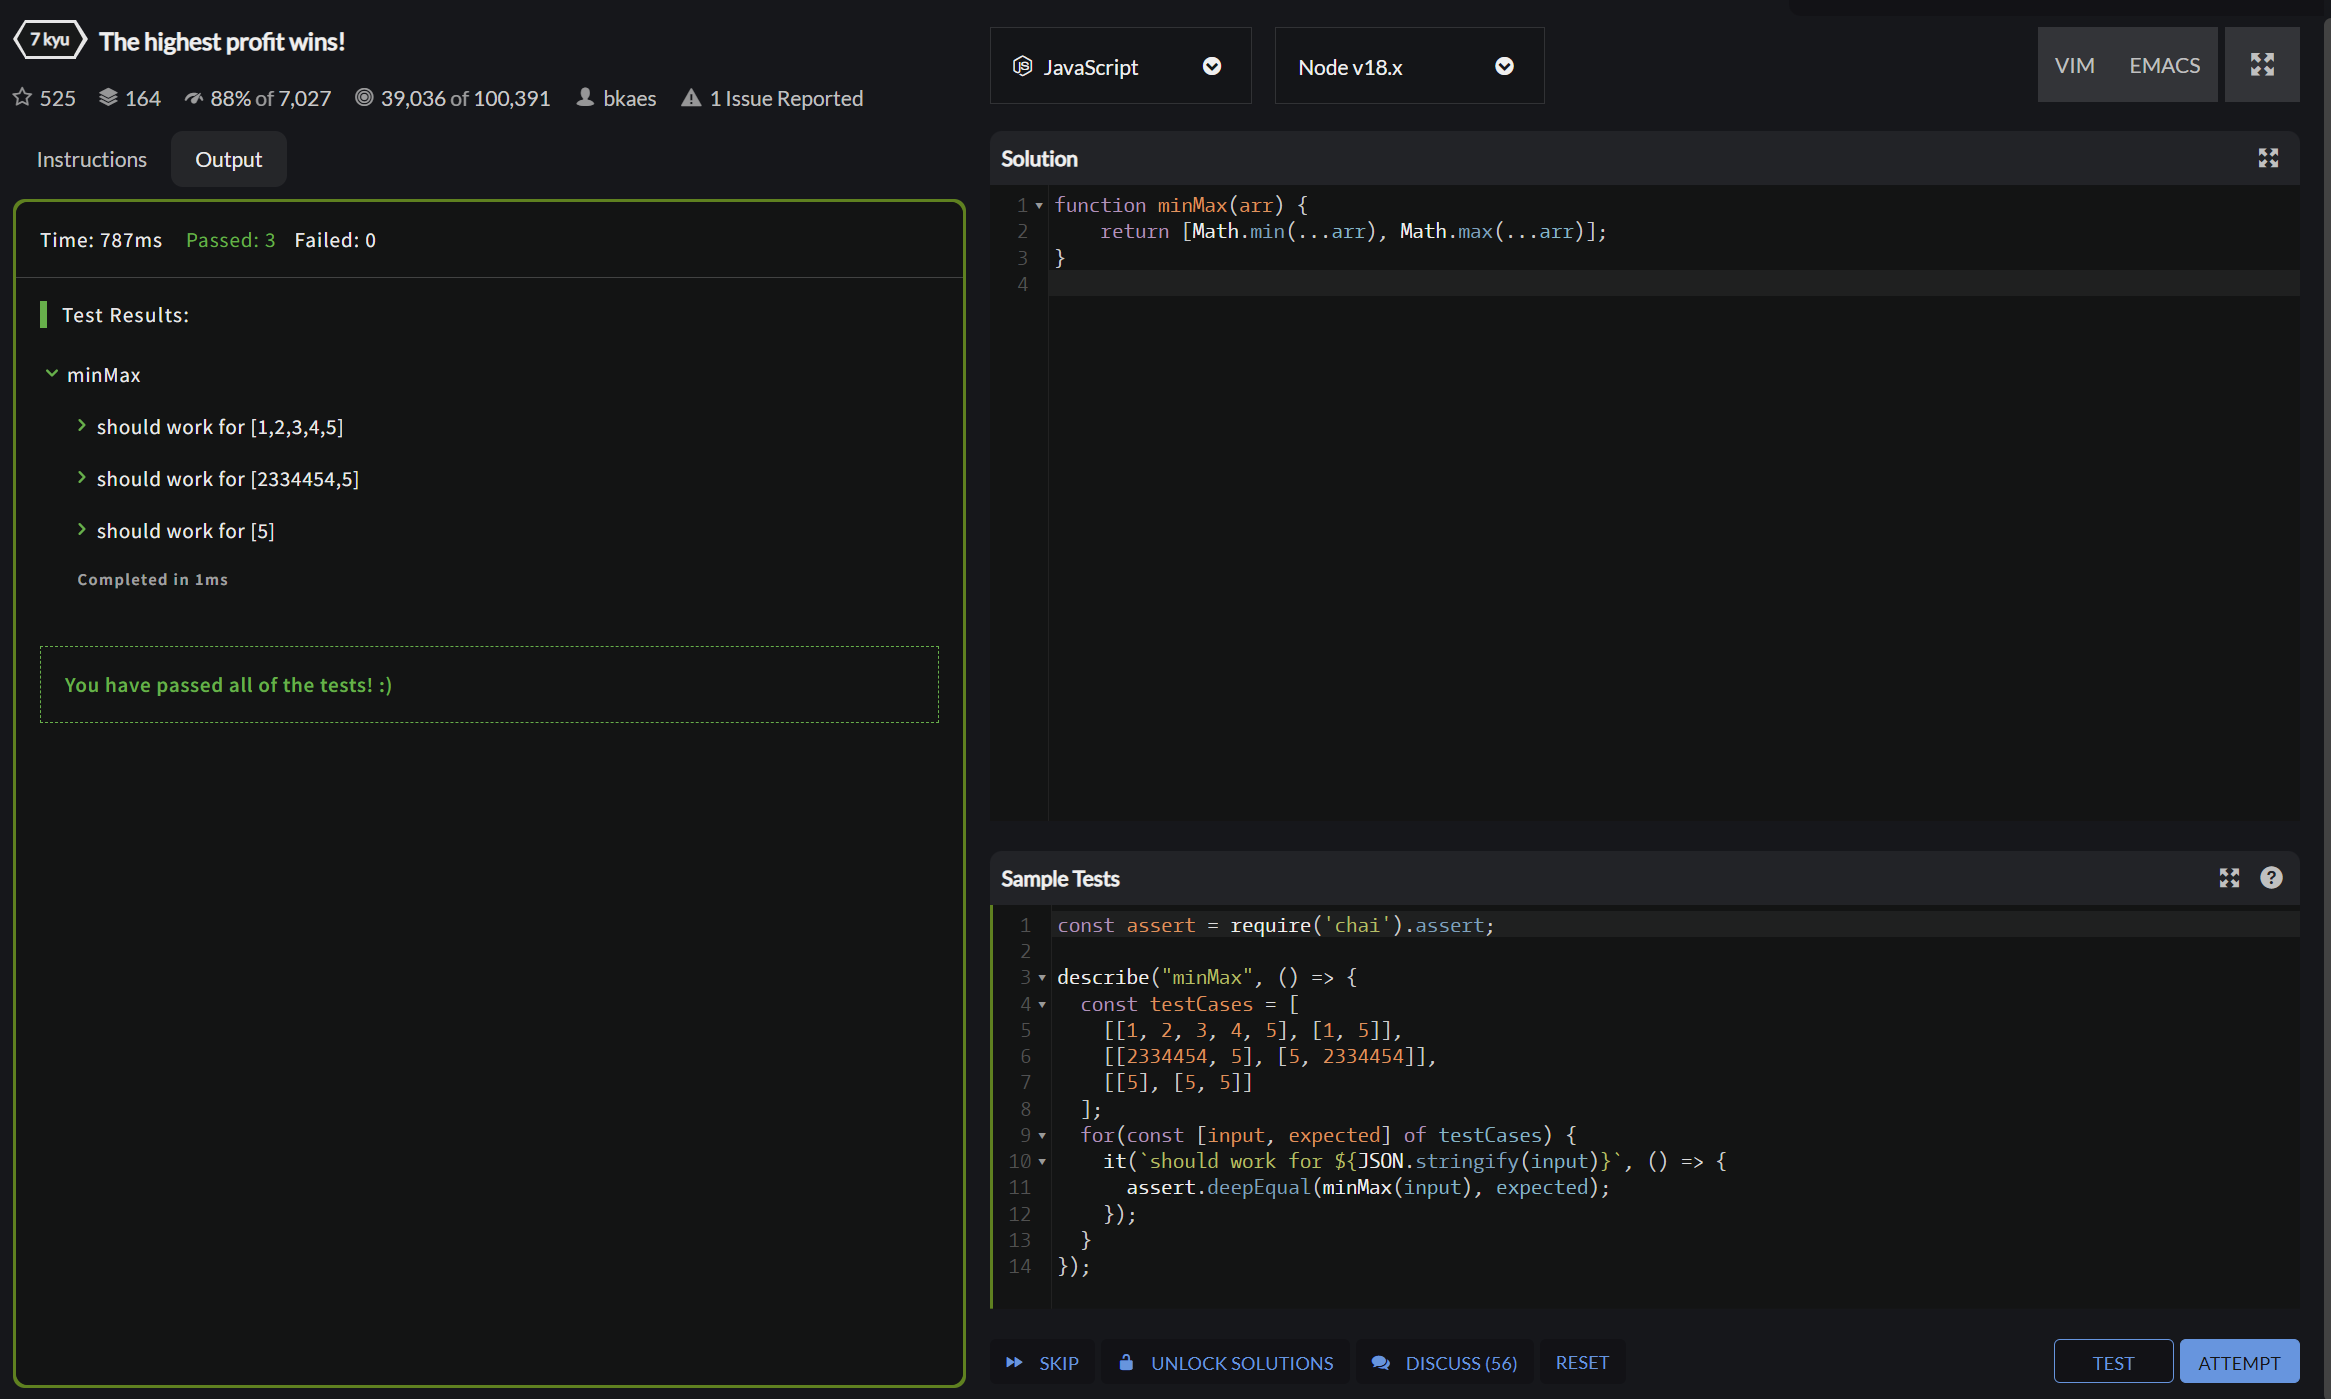 7 kyu The highest profit wins!
525 164 88% of 7,027 39,036 of 100,391 bkaes 1 Issue Reported
Instructions Output
Time: 787ms Passed: 3 Failed: 0
Test Results:
minMax
should work for [1,2,3,4,5]
should work for [2334454,5]
should work for [5]
Completed in 1ms
You have passed all of the tests! :)
JavaScript Node v18.x VIM EMACS
Solution
1 function minMax(arr) {
2     return [Math.min(...arr), Math.max(...arr)];
3 }
4
Sample Tests
1 const assert = require('chai').assert;
2
3 describe("minMax", () => {
4   const testCases = [
5     [[1, 2, 3, 4, 5], [1, 5]],
6     [[2334454, 5], [5, 2334454]],
7     [[5], [5, 5]]
8   ];
9   for(const [input, expected] of testCases) {
10     it(`should work for ${JSON.stringify(input)}`, () => {
11       assert.deepEqual(minMax(input), expected);
12     });
13   }
14 });
SKIP UNLOCK SOLUTIONS DISCUSS (56) RESET TEST ATTEMPT